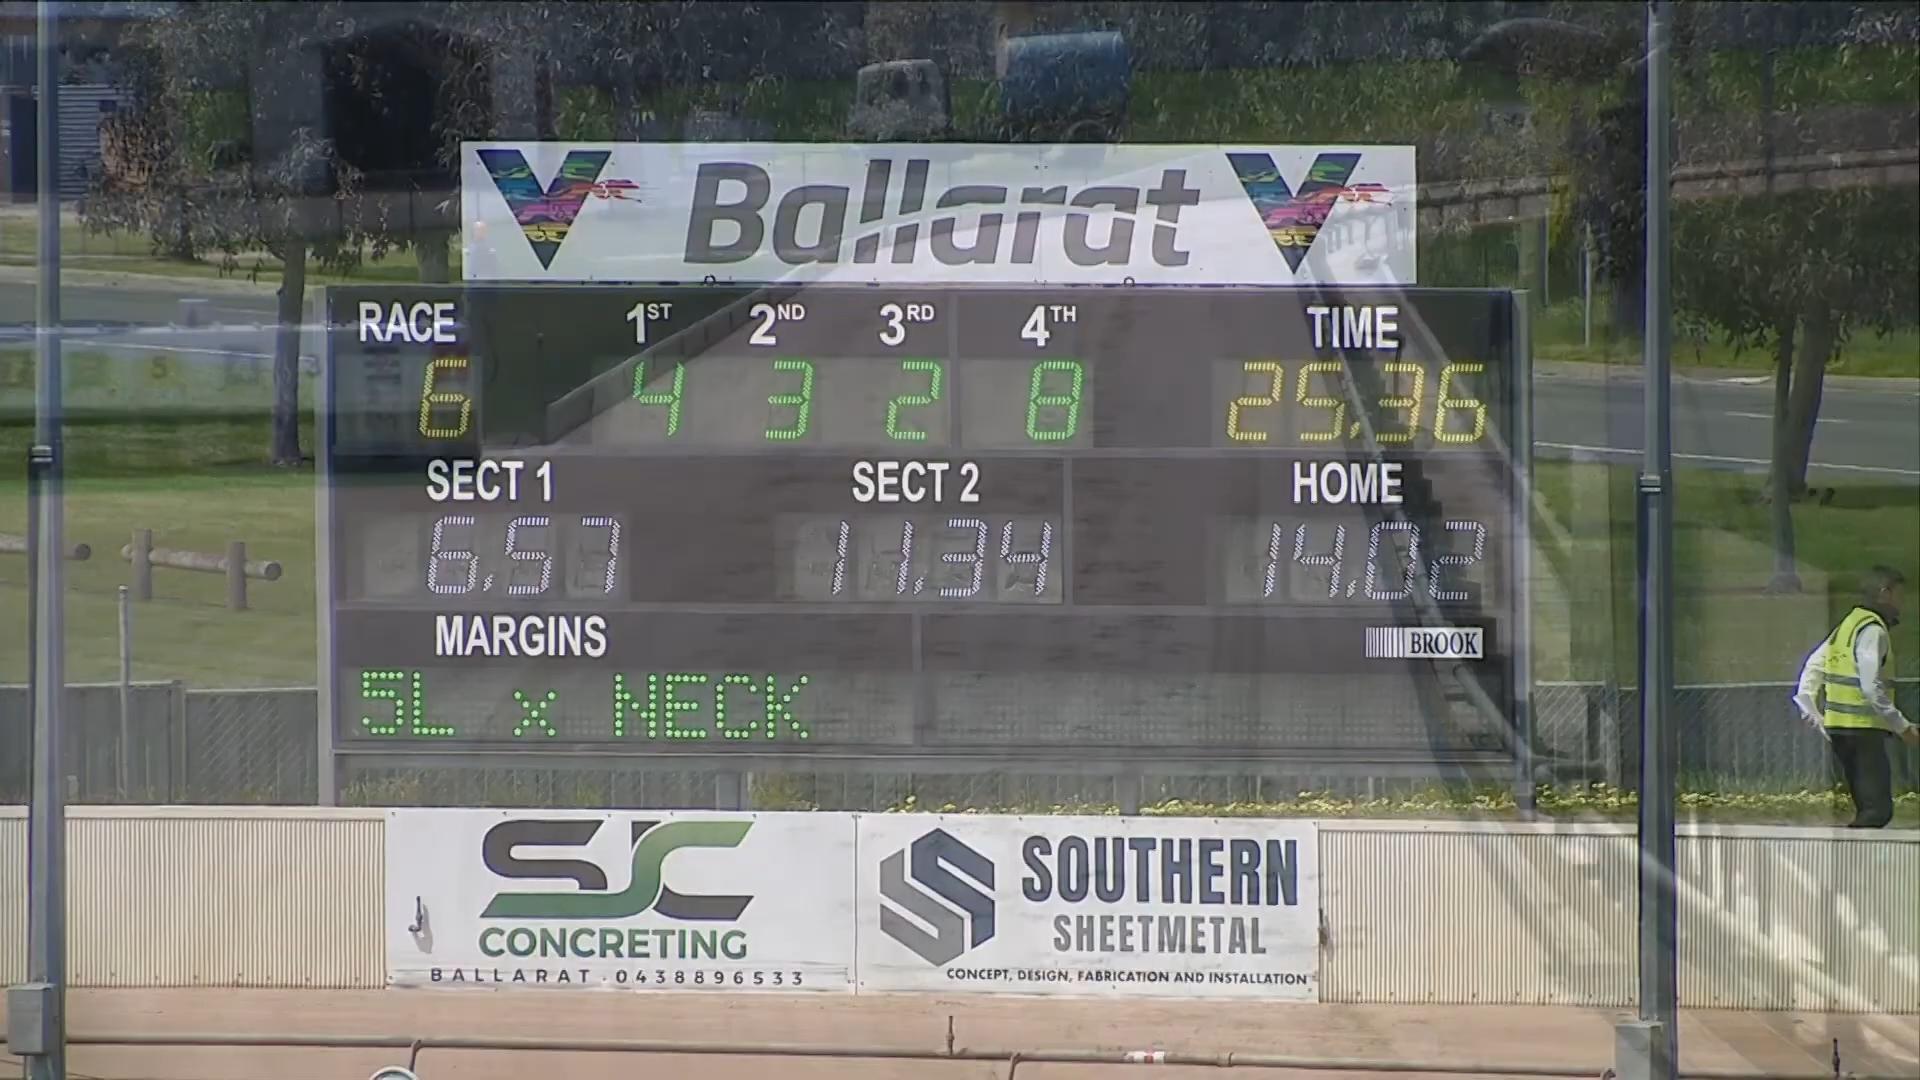 Ballarat
RACE 1ST 2ND 3RD 4TH TIME
6 4 3 2 8 25.36
SECT 1 SECT 2 HOME
6.57 11.34 14.02
MARGINS BROOK
5L x NECK
SJC
CONCRETING
BALLARAT . 0438896533
SOUTHERN
SHEETMETAL
CONCEPT, DESIGN, FABRICATION AND INSTALLATION